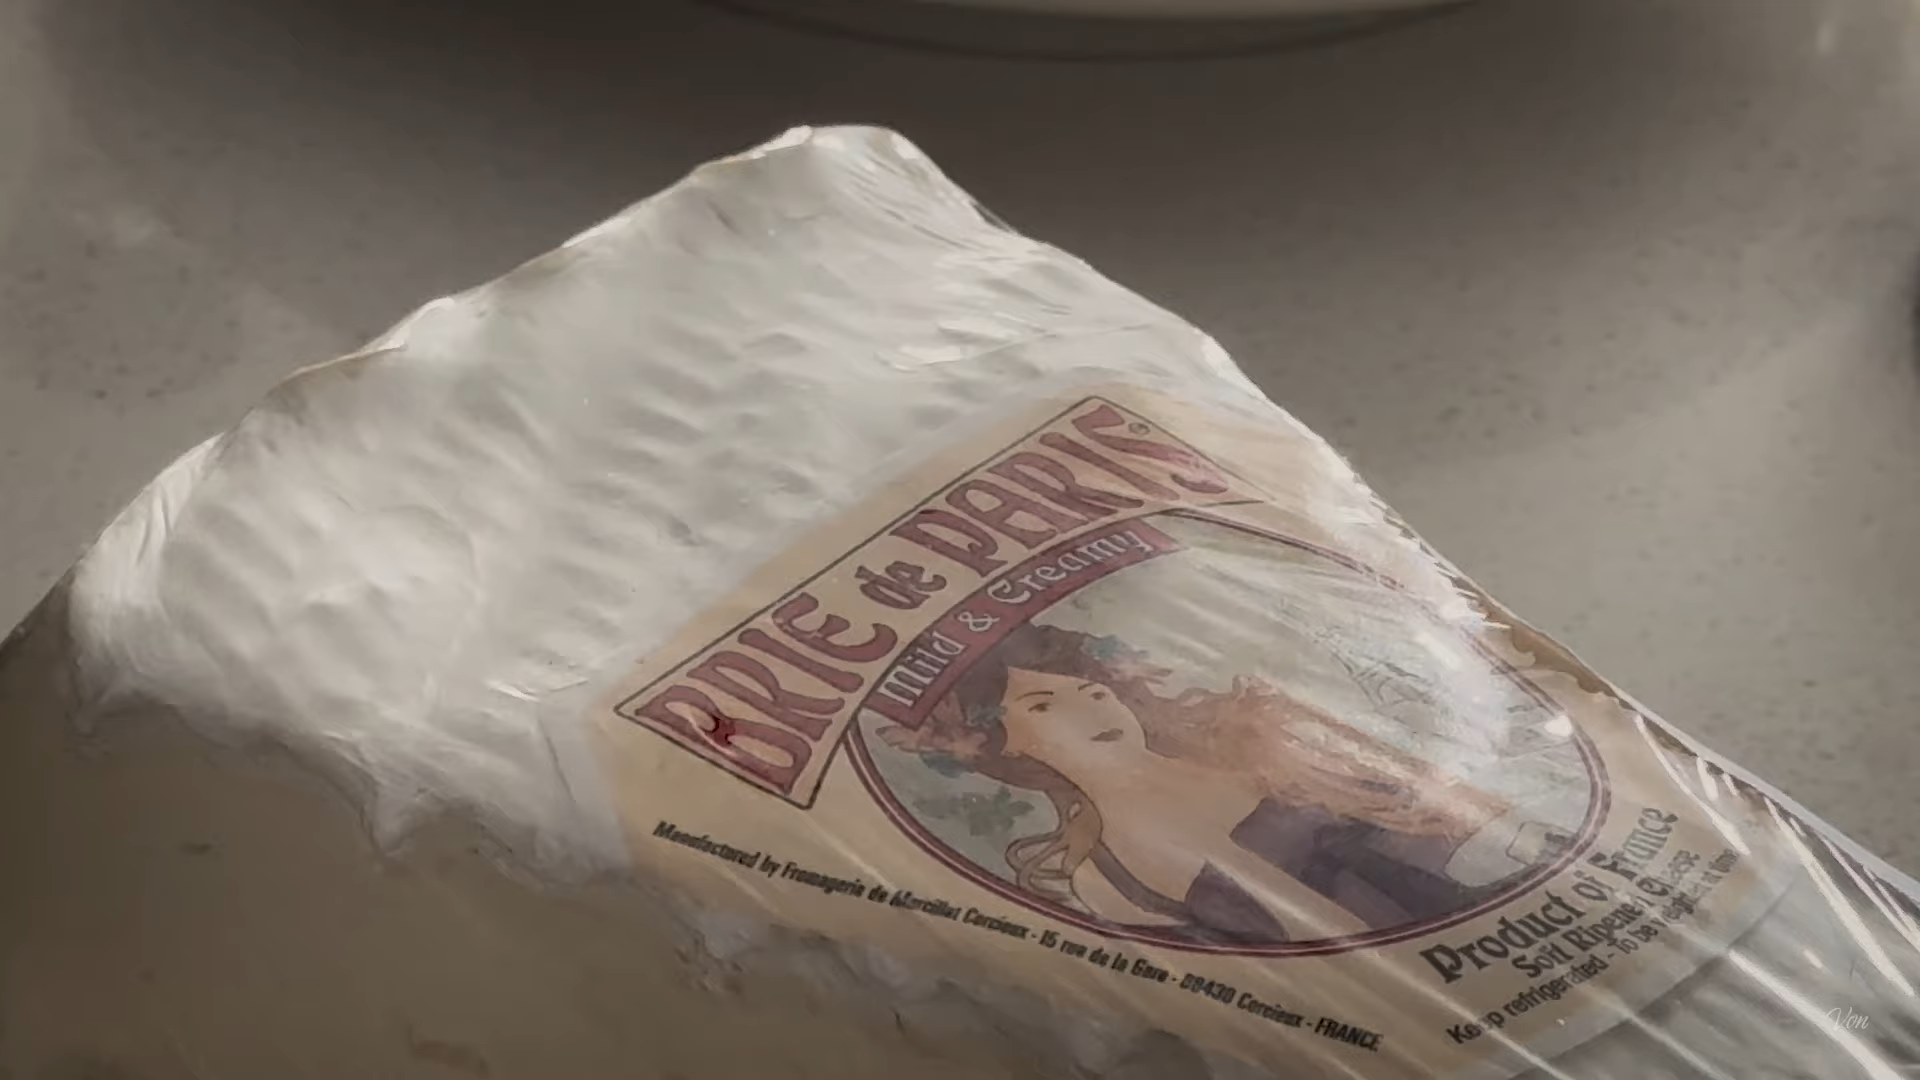 BRIE de PARIS®
Mild & Creamy
Manufactured by Fromagerie de Marcillat Corcieux - 15 rue de la Gare - 88430 Corcieux - FRANCE
Product of France
Soft Ripened Cheese
Keep refrigerated - To be weighed at time
Von